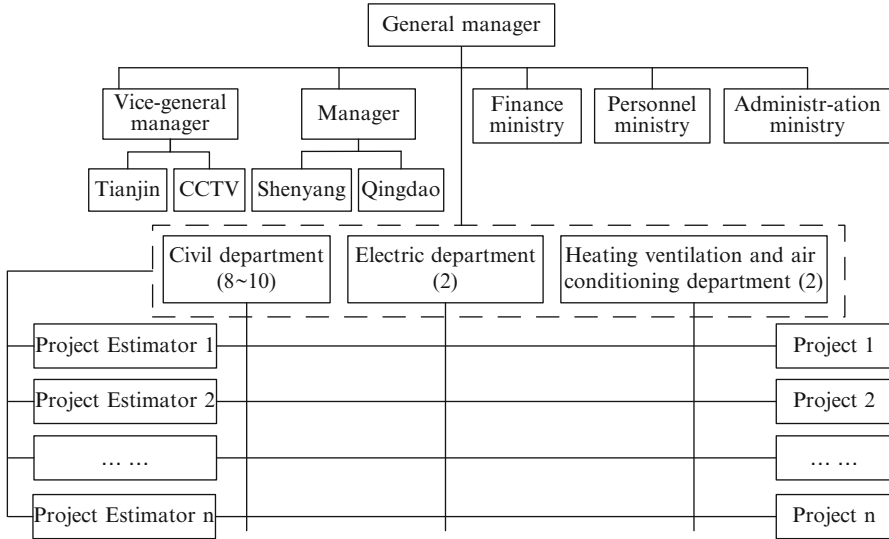 General manager
Vice-general
manager
Manager
Finance
ministry
Personnel
ministry
Administr-ation
ministry
Tianjin
CCTV
Shenyang
Qingdao
Civil department
(8~10)
Electric department
(2)
Heating ventilation and air
conditioning department (2)
Project Estimator 1
Project 1
Project Estimator 2
Project 2
... ...
... ...
Project Estimator n
Project n